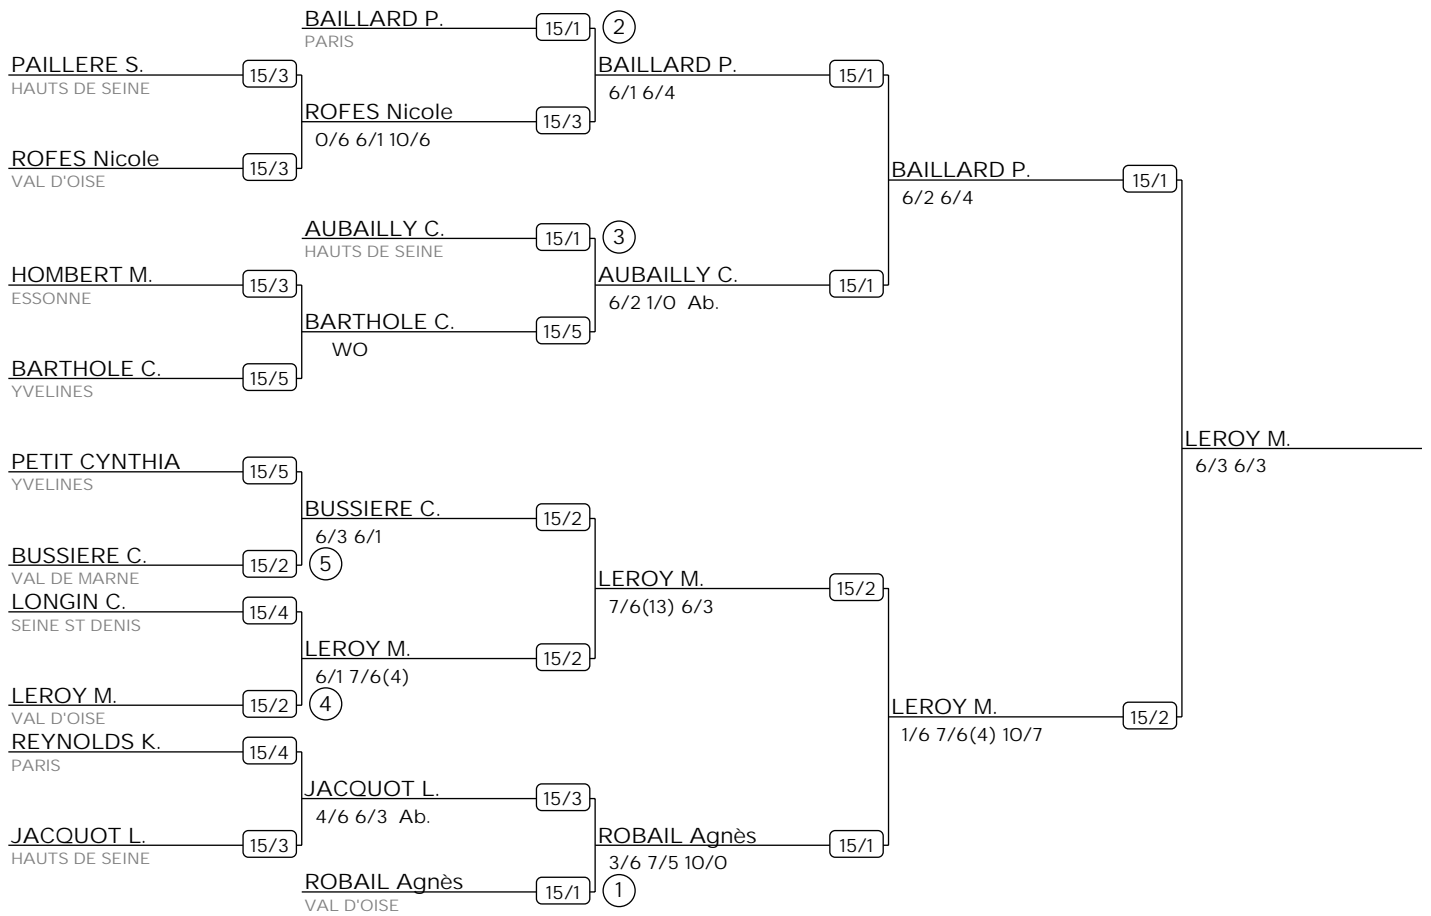 BAILLARD P. 15/1 2
PARIS
PAILLERE S. 15/3
HAUTS DE SEINE
BAILLARD P. 15/1
6/1 6/4
ROFES Nicole 15/3
0/6 6/1 10/6
ROFES Nicole 15/3
VAL D'OISE
BAILLARD P. 15/1
6/2 6/4
AUBAILLY C. 15/1 3
HAUTS DE SEINE
HOMBERT M. 15/3
ESSONNE
AUBAILLY C. 15/1
6/2 1/0 Ab.
BARTHOLE C. 15/5
WO
BARTHOLE C. 15/5
YVELINES
LEROY M.
6/3 6/3
PETIT CYNTHIA 15/5
YVELINES
BUSSIERE C. 15/2
6/3 6/1
BUSSIERE C. 15/2 5
VAL DE MARNE
LEROY M. 15/2
7/6(13) 6/3
LONGIN C. 15/4
SEINE ST DENIS
LEROY M. 15/2
6/1 7/6(4)
LEROY M. 15/2 4
VAL D'OISE
LEROY M. 15/2
1/6 7/6(4) 10/7
REYNOLDS K. 15/4
PARIS
JACQUOT L. 15/3
4/6 6/3 Ab.
JACQUOT L. 15/3
HAUTS DE SEINE
ROBAIL Agnès 15/1
3/6 7/5 10/0
ROBAIL Agnès 15/1 1
VAL D'OISE